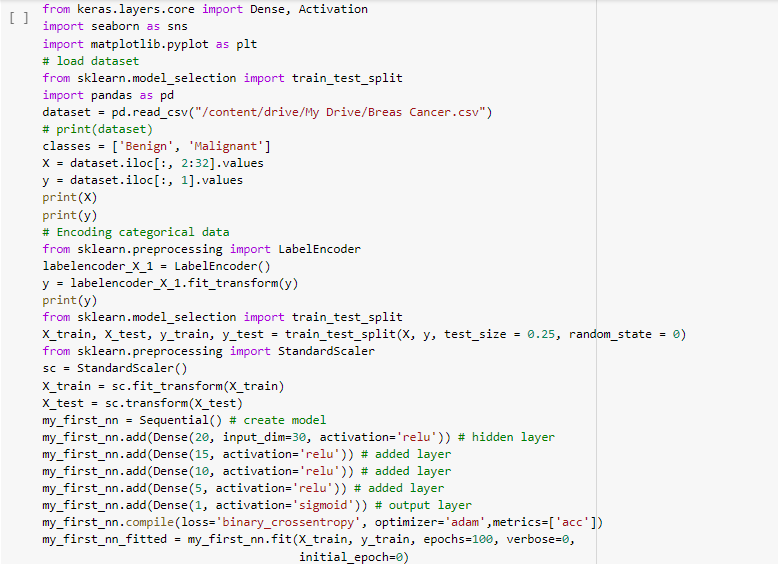 from keras.layers.core import Dense, Activation
[ ] import seaborn as sns
import matplotlib.pyplot as plt
# load dataset
from sklearn.model_selection import train_test_split
import pandas as pd
dataset = pd.read_csv("/content/drive/My Drive/Breas Cancer.csv")
# print(dataset)
classes = ['Benign', 'Malignant']
X = dataset.iloc[:, 2:32].values
y = dataset.iloc[:, 1].values
print(X)
print(y)
# Encoding categorical data
from sklearn.preprocessing import LabelEncoder
labelencoder_X_1 = LabelEncoder()
y = labelencoder_X_1.fit_transform(y)
print(y)
from sklearn.model_selection import train_test_split
X_train, X_test, y_train, y_test = train_test_split(X, y, test_size = 0.25, random_state = 0)
from sklearn.preprocessing import StandardScaler
sc = StandardScaler()
X_train = sc.fit_transform(X_train)
X_test = sc.transform(X_test)
my_first_nn = Sequential() # create model
my_first_nn.add(Dense(20, input_dim=30, activation='relu')) # hidden layer
my_first_nn.add(Dense(15, activation='relu')) # added layer
my_first_nn.add(Dense(10, activation='relu')) # added layer
my_first_nn.add(Dense(5, activation='relu')) # added layer
my_first_nn.add(Dense(1, activation='sigmoid')) # output layer
my_first_nn.compile(loss='binary_crossentropy', optimizer='adam',metrics=['acc'])
my_first_nn_fitted = my_first_nn.fit(X_train, y_train, epochs=100, verbose=0,
initial_epoch=0)